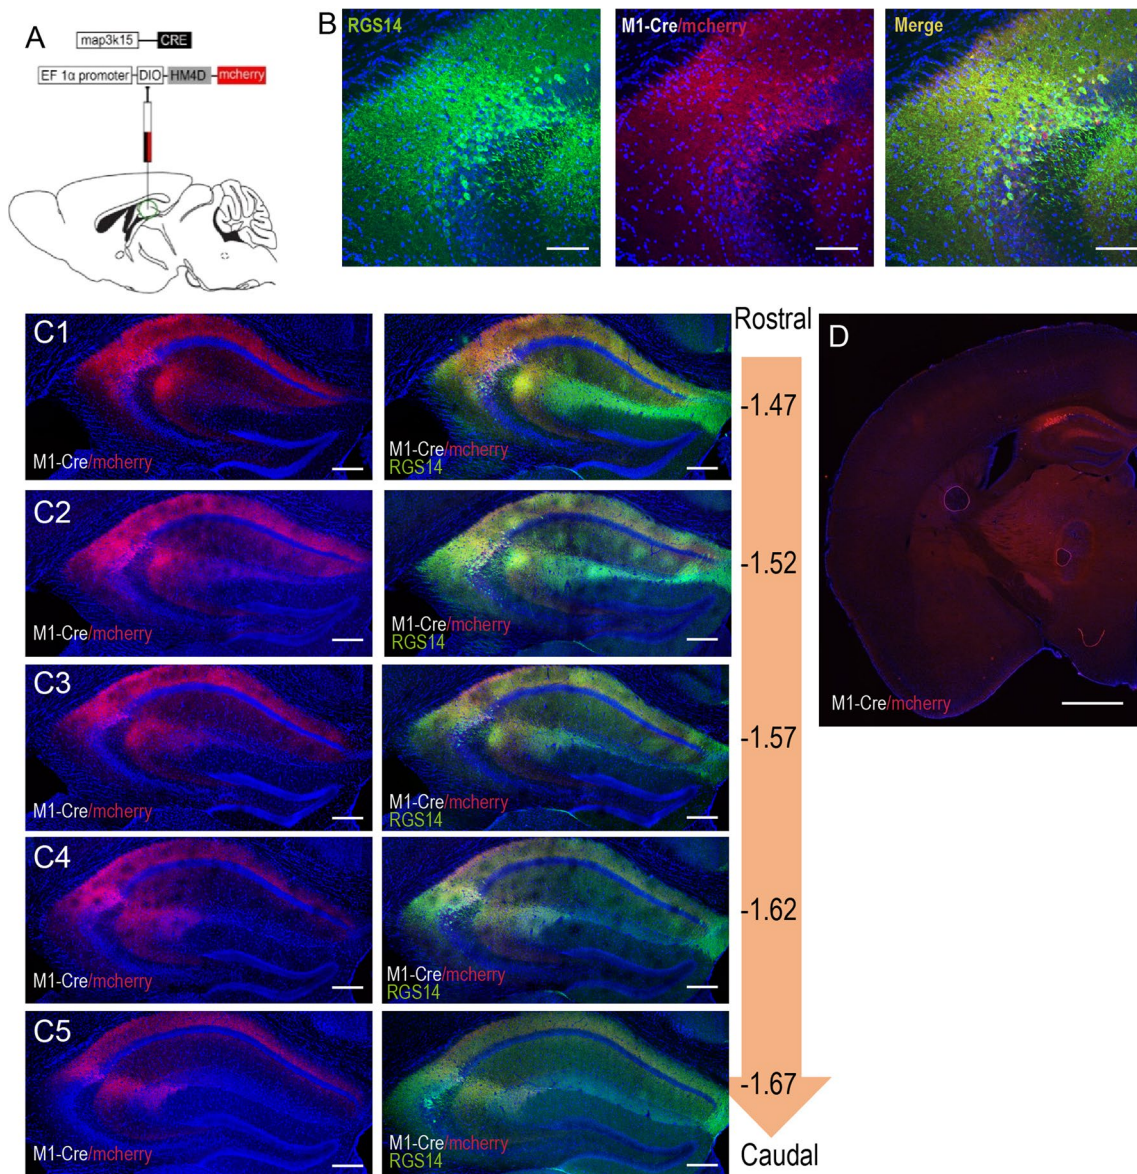 A
map3k15 CRE
EF 1α promoter DIO HM4D mcherry
B
RGS14
M1-Cre/mcherry
Merge
C1
M1-Cre/mcherry
M1-Cre/mcherry
RGS14
C2
M1-Cre/mcherry
M1-Cre/mcherry
RGS14
C3
M1-Cre/mcherry
M1-Cre/mcherry
RGS14
C4
M1-Cre/mcherry
M1-Cre/mcherry
RGS14
C5
M1-Cre/mcherry
M1-Cre/mcherry
RGS14
Rostral
-1.47
-1.52
-1.57
-1.62
-1.67
Caudal
D
M1-Cre/mcherry